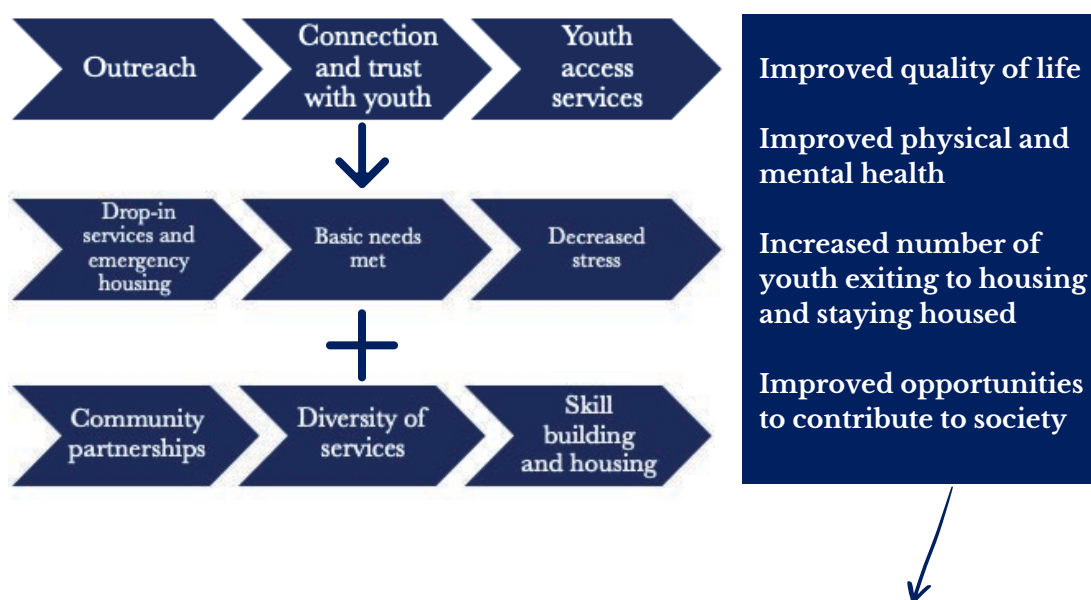 Outreach
Connection
and trust
with youth
Youth
access
services
Drop-in
services and
emergency
housing
Basic needs
met
Decreased
stress
Community
partnerships
Diversity of
services
Skill
building
and housing
Improved quality of life
Improved physical and
mental health
Increased number of
youth exiting to housing
and staying housed
Improved opportunities
to contribute to society